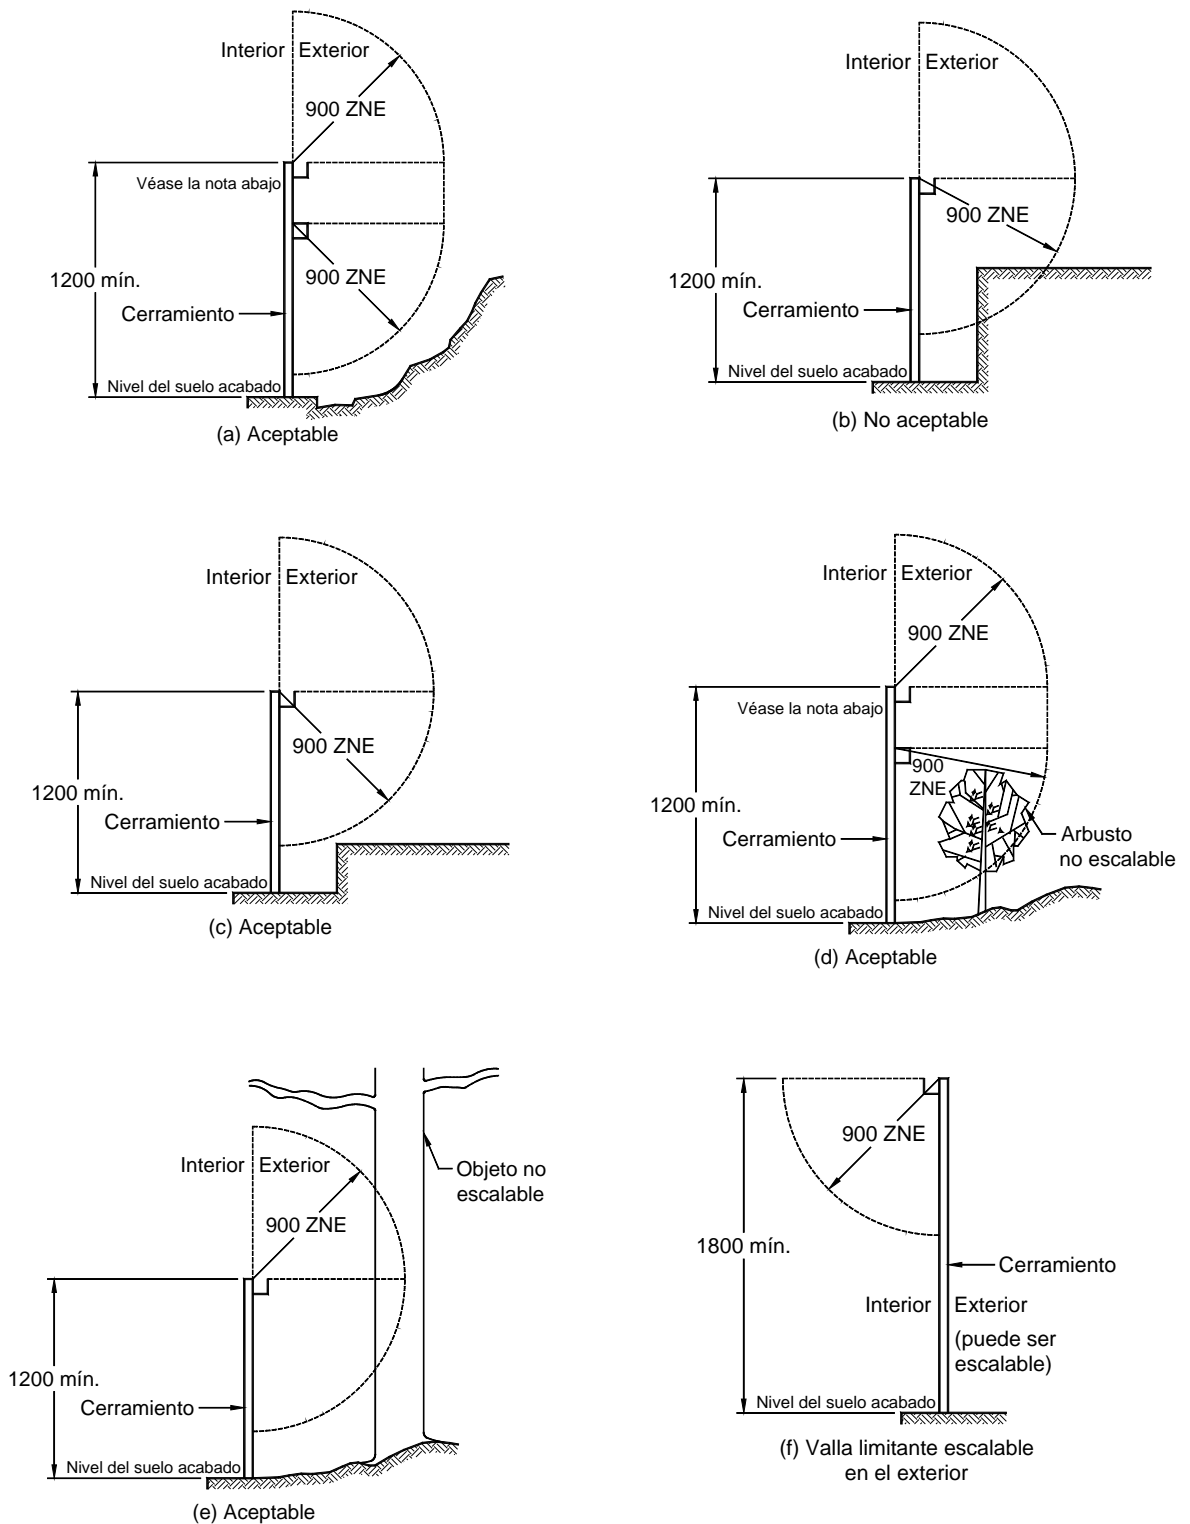 Interior
Exterior
900 ZNE
Véase la nota abajo
900 ZNE
1200 mín.
Cerramiento
Nivel del suelo acabado
(a) Aceptable
Interior
Exterior
900 ZNE
1200 mín.
Cerramiento
Nivel del suelo acabado
(b) No aceptable
Interior
Exterior
900 ZNE
1200 mín.
Cerramiento
Nivel del suelo acabado
(c) Aceptable
Interior
Exterior
900 ZNE
Véase la nota abajo
900
ZNE
1200 mín.
Cerramiento
Arbusto
no escalable
Nivel del suelo acabado
(d) Aceptable
Interior
Exterior
Objeto no
escalable
900 ZNE
1200 mín.
Cerramiento
Nivel del suelo acabado
(e) Aceptable
900 ZNE
1800 mín.
Cerramiento
Interior
Exterior
(puede ser
escalable)
Nivel del suelo acabado
(f) Valla limitante escalable
en el exterior